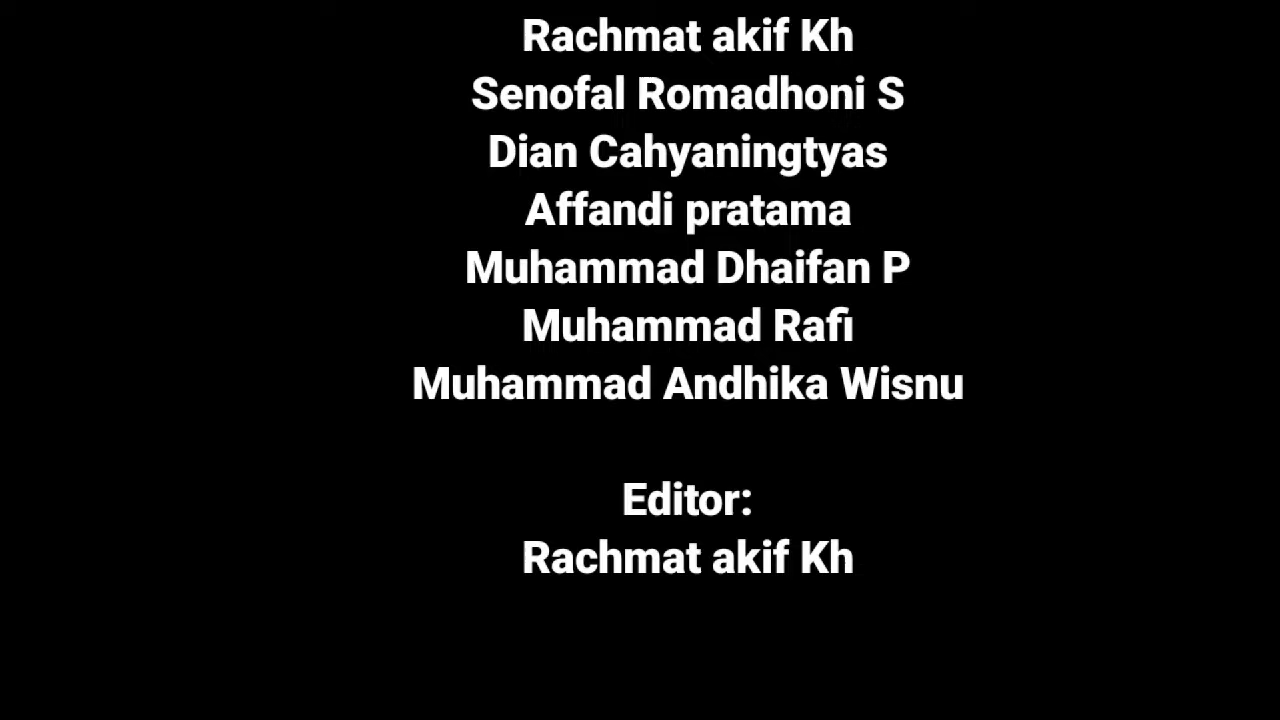 Rachmat akif Kh
Senofal Romadhoni S
Dian Cahyaningtyas
Affandi pratama
Muhammad Dhaifan P
Muhammad Rafi
Muhammad Andhika Wisnu
Editor:
Rachmat akif Kh